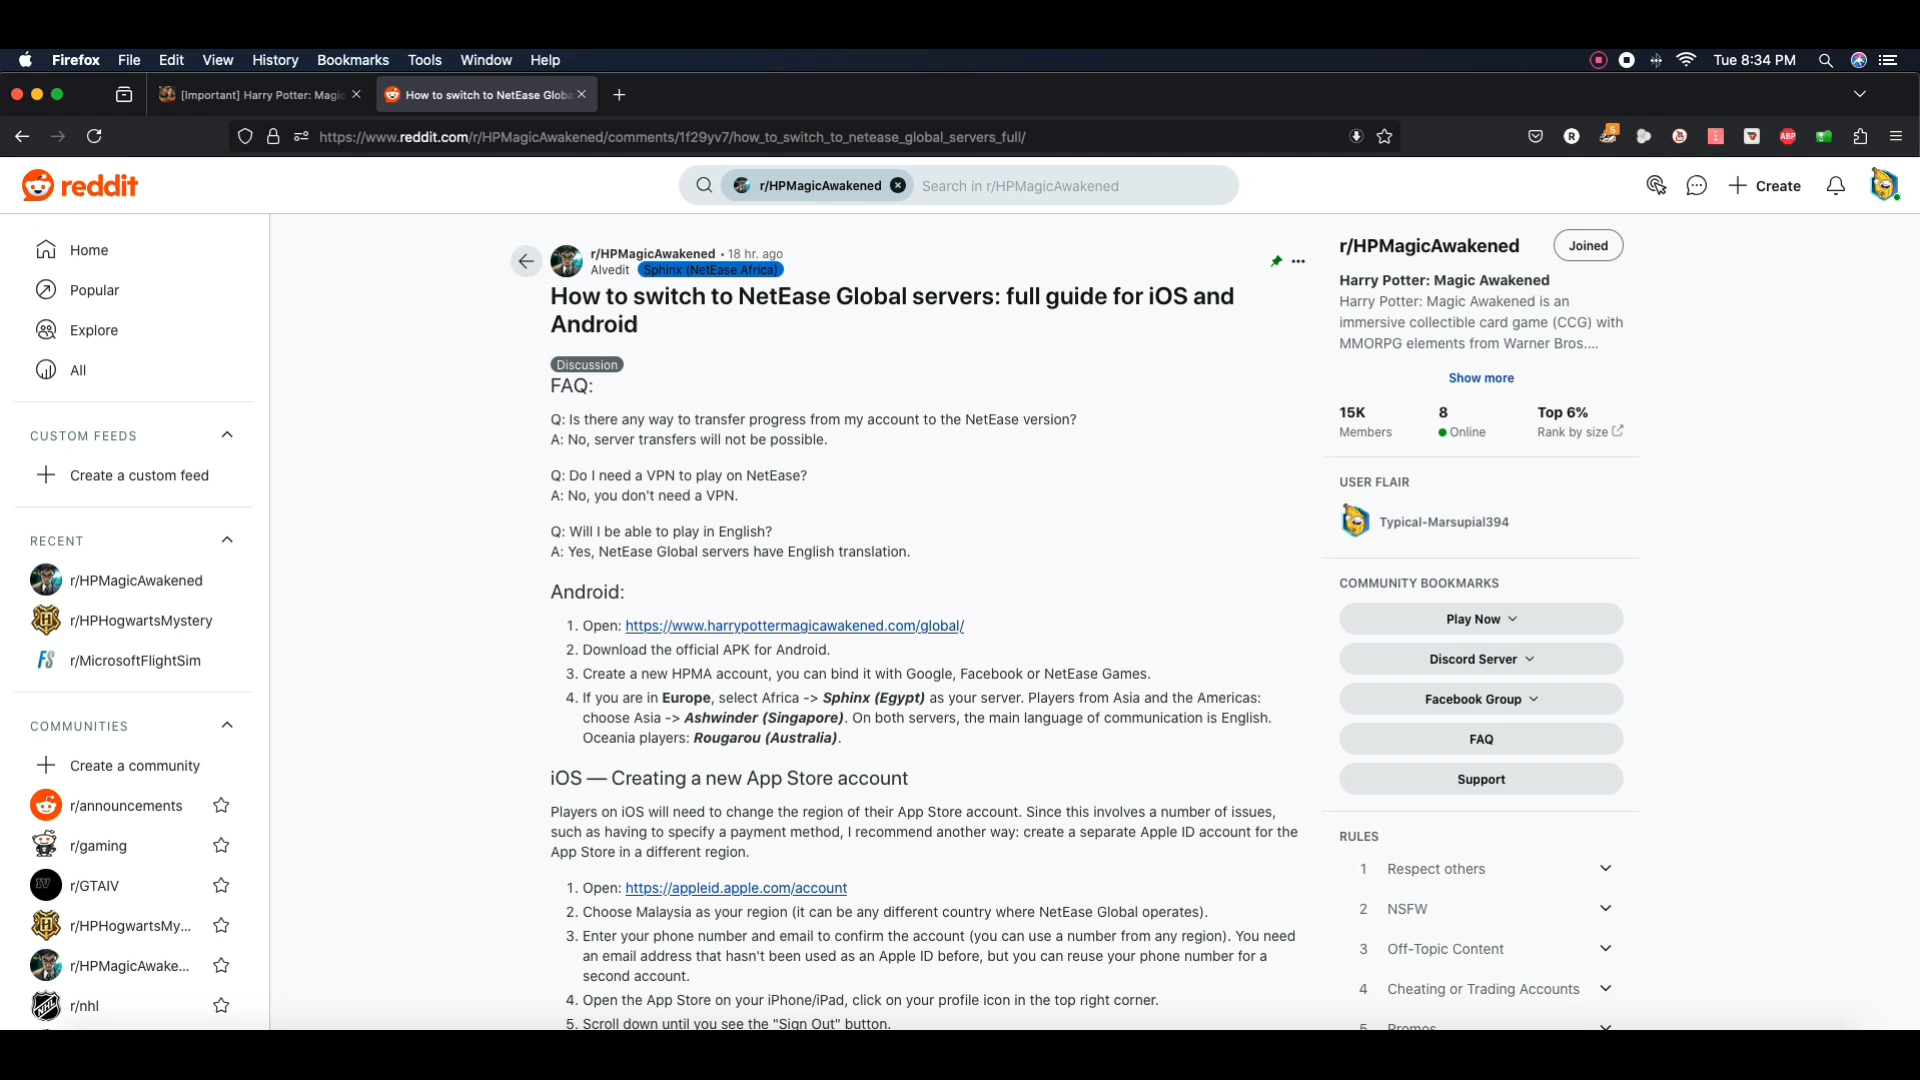 Firefox File Edit View History Bookmarks Tools Window Help
Tue 8:34 PM
[Important] Harry Potter: Magic
How to switch to NetEase Globa
https://www.reddit.com/r/HPMagicAwakened/comments/1f29yv7/how_to_switch_to_netease_global_servers_full/
R
5
ABP
reddit
r/HPMagicAwakened
Search in r/HPMagicAwakened
Create
Home
Popular
Explore
All
CUSTOM FEEDS
Create a custom feed
RECENT
r/HPMagicAwakened
r/HPHogwartsMystery
FS
r/MicrosoftFlightSim
COMMUNITIES
Create a community
r/announcements
r/gaming
IV
r/GTAIV
r/HPHogwartsMy...
r/HPMagicAwake...
NHL
r/nhl
r/HPMagicAwakened • 18 hr. ago
Alvedit Sphinx (NetEase Africa)
How to switch to NetEase Global servers: full guide for iOS and
Android
Discussion
FAQ:
Q: Is there any way to transfer progress from my account to the NetEase version?
A: No, server transfers will not be possible.
Q: Do I need a VPN to play on NetEase?
A: No, you don't need a VPN.
Q: Will I be able to play in English?
A: Yes, NetEase Global servers have English translation.
Android:
1. Open: https://www.harrypottermagicawakened.com/global/
2. Download the official APK for Android.
3. Create a new HPMA account, you can bind it with Google, Facebook or NetEase Games.
4. If you are in Europe, select Africa -> Sphinx (Egypt) as your server. Players from Asia and the Americas:
choose Asia -> Ashwinder (Singapore). On both servers, the main language of communication is English.
Oceania players: Rougarou (Australia).
iOS — Creating a new App Store account
Players on iOS will need to change the region of their App Store account. Since this involves a number of issues,
such as having to specify a payment method, I recommend another way: create a separate Apple ID account for the
App Store in a different region.
1. Open: https://appleid.apple.com/account
2. Choose Malaysia as your region (it can be any different country where NetEase Global operates).
3. Enter your phone number and email to confirm the account (you can use a number from any region). You need
an email address that hasn't been used as an Apple ID before, but you can reuse your phone number for a
second account.
4. Open the App Store on your iPhone/iPad, click on your profile icon in the top right corner.
5. Scroll down until you see the "Sign Out" button.
r/HPMagicAwakened
Joined
Harry Potter: Magic Awakened
Harry Potter: Magic Awakened is an
immersive collectible card game (CCG) with
MMORPG elements from Warner Bros....
Show more
15K 8 Top 6%
Members Online Rank by size
USER FLAIR
Typical-Marsupial394
COMMUNITY BOOKMARKS
Play Now
Discord Server
Facebook Group
FAQ
Support
RULES
1 Respect others
2 NSFW
3 Off-Topic Content
4 Cheating or Trading Accounts
5 Promos